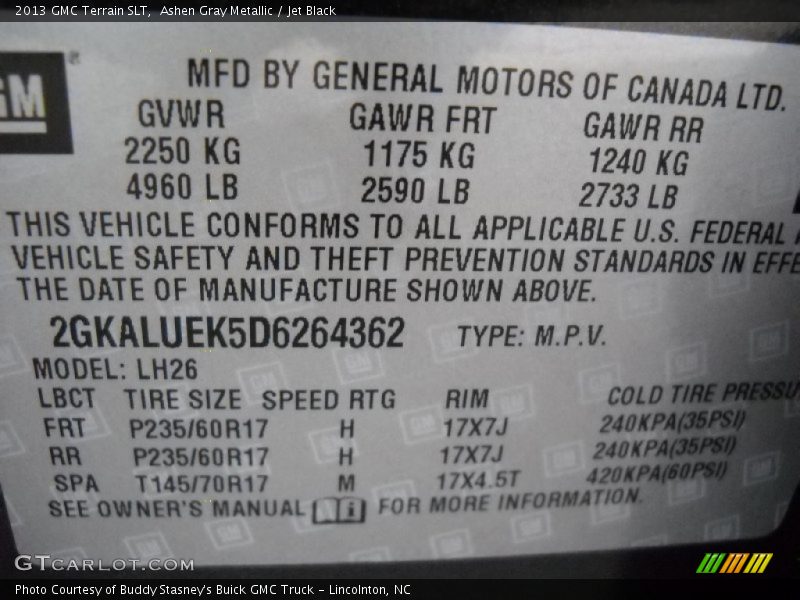 2013 GMC Terrain SLT, Ashen Gray Metallic / Jet Black
GM
MFD BY GENERAL MOTORS OF CANADA LTD.
GVWR GAWR FRT GAWR RR
2250 KG 1175 KG 1240 KG
4960 LB 2590 LB 2733 LB
THIS VEHICLE CONFORMS TO ALL APPLICABLE U.S. FEDERAL
VEHICLE SAFETY AND THEFT PREVENTION STANDARDS IN EFFE
THE DATE OF MANUFACTURE SHOWN ABOVE.
2GKALUEK5D6264362 TYPE: M.P.V.
MODEL: LH26
LBCT TIRE SIZE SPEED RTG RIM COLD TIRE PRESSU
FRT P235/60R17 H 17X7J 240KPA(35PSI)
RR P235/60R17 H 17X7J 240KPA(35PSI)
SPA T145/70R17 M 17X4.5T 420KPA(60PSI)
SEE OWNER'S MANUAL i FOR MORE INFORMATION.
GTCARLOT.COM
Photo Courtesy of Buddy Stasney's Buick GMC Truck - Lincolnton, NC